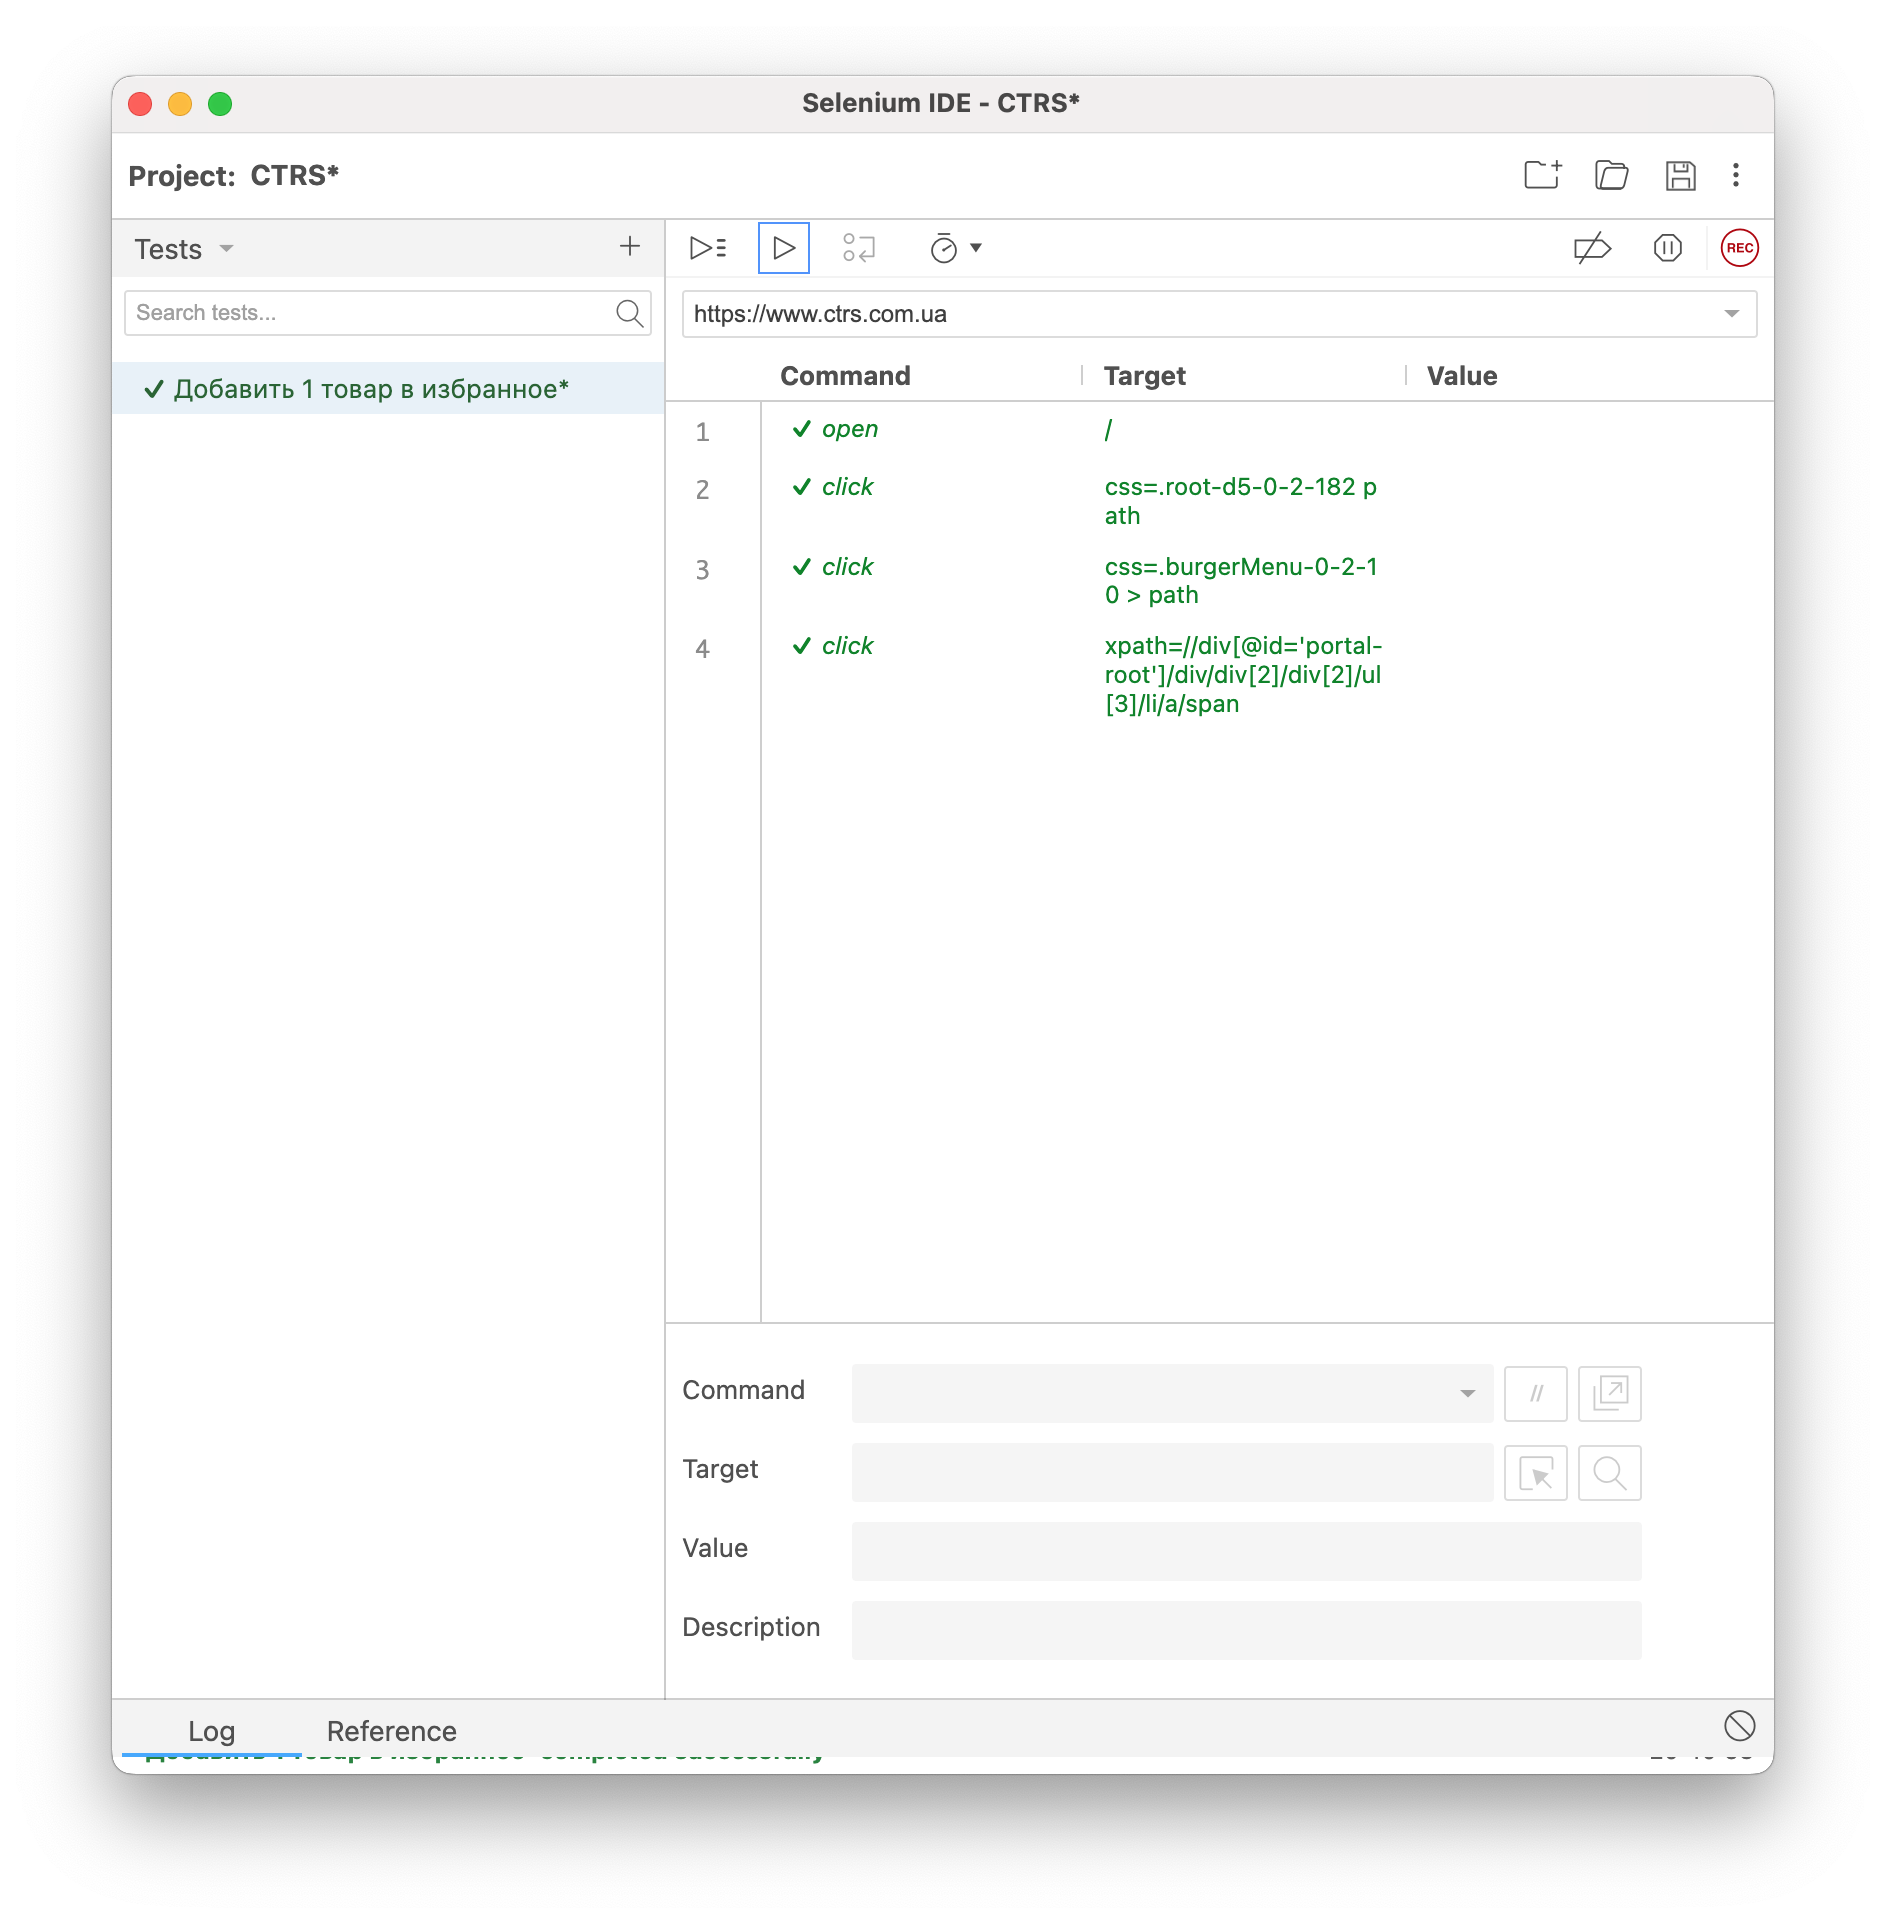 Selenium IDE - CTRS*
Project: CTRS*
Tests
REC
Search tests...
https://www.ctrs.com.ua
Command Target Value
✓ Добавить 1 товар в избранное*
1 ✓ open /
2 ✓ click css=.root-d5-0-2-182 p
ath
3 ✓ click css=.burgerMenu-0-2-1
0 > path
4 ✓ click xpath=//div[@id='portal-
root']/div/div[2]/div[2]/ul
[3]/li/a/span
Command
//
Target
Value
Description
Log Reference